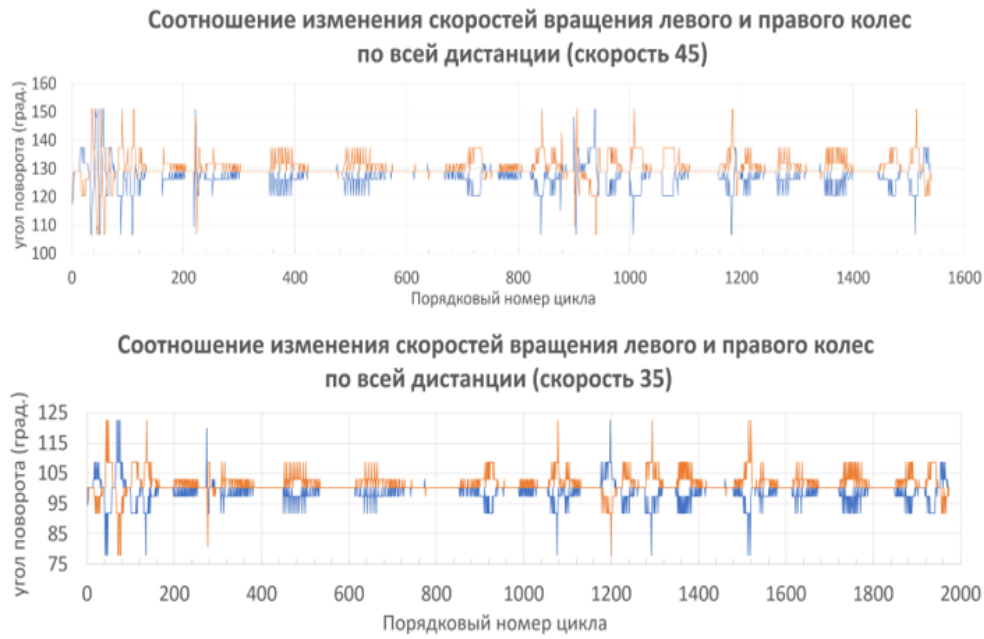 Соотношение изменения скоростей вращения левого и правого колес
по всей дистанции (скорость 45)
угол поворота (град.)
160
150
140
130
120
110
100
0 200 400 600 800 1000 1200 1400 1600
Порядковый номер цикла
Соотношение изменения скоростей вращения левого и правого колес
по всей дистанции (скорость 35)
угол поворота (град.)
125
115
105
95
85
75
0 200 400 600 800 1000 1200 1400 1600 1800 2000
Порядковый номер цикла